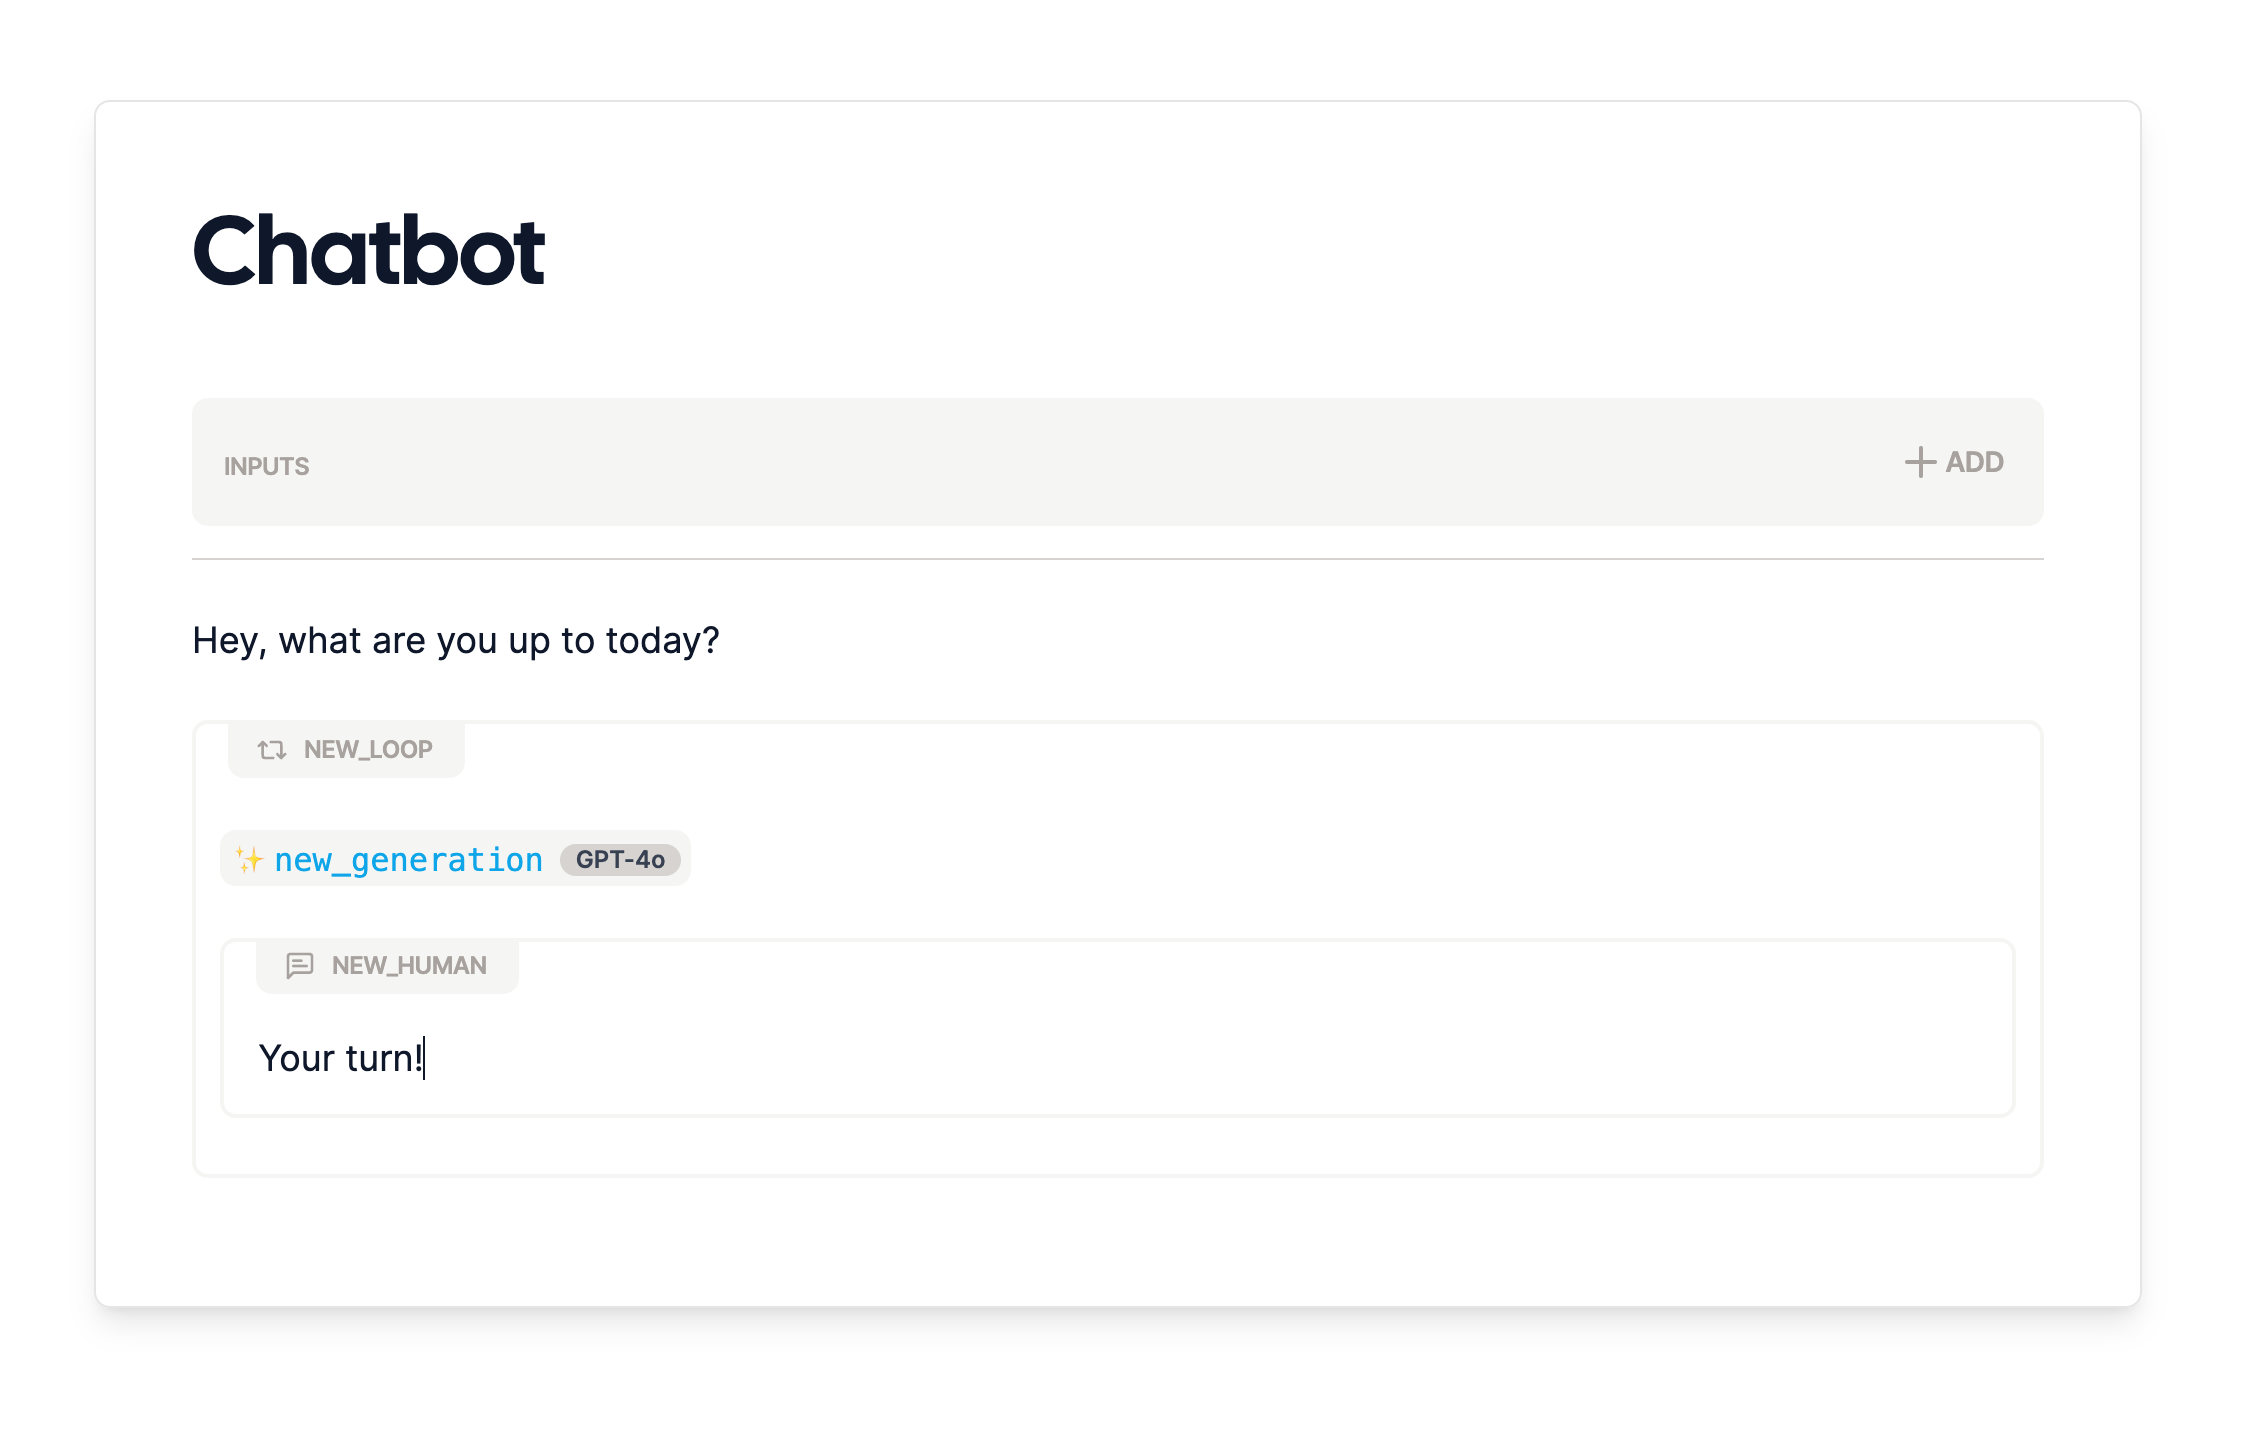 Chatbot
INPUTS
ADD
Hey, what are you up to today?
NEW_LOOP
new_generation GPT-4o
NEW_HUMAN
Your turn!